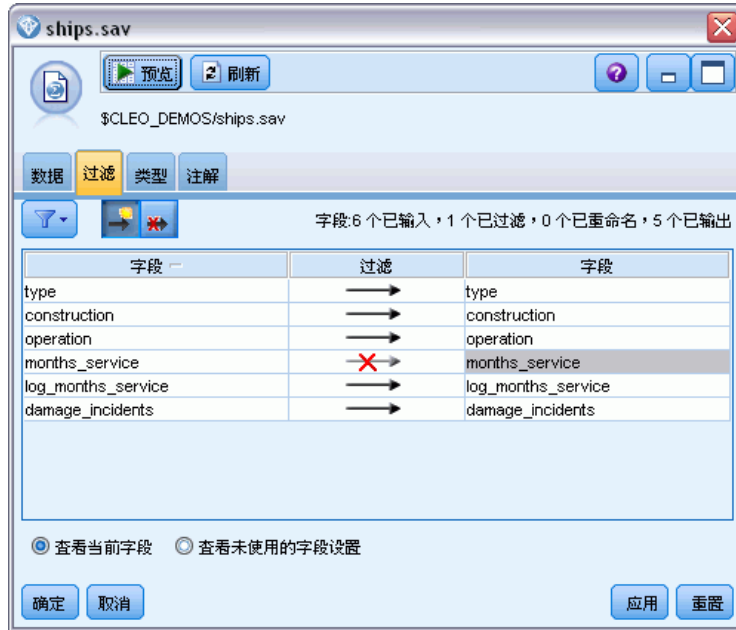 ships.sav
预览 刷新
$CLEO_DEMOS/ships.sav
数据 过滤 类型 注解
字段:6 个已输入，1 个已过滤，0 个已重命名，5 个已输出
字段 过滤 字段
type type
construction construction
operation operation
months_service months_service
log_months_service log_months_service
damage_incidents damage_incidents
查看当前字段 查看未使用的字段设置
确定 取消 应用 重置